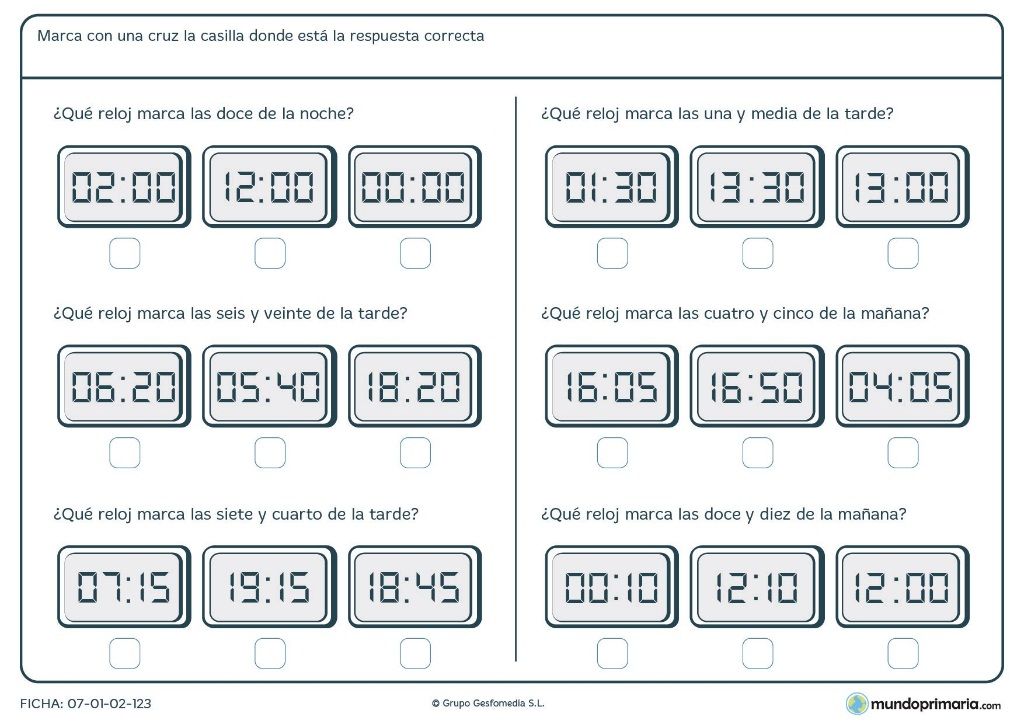 Marca con una cruz la casilla donde está la respuesta correcta
¿Qué reloj marca las doce de la noche?
02:00 12:00 00:00
¿Qué reloj marca las seis y veinte de la tarde?
06:20 05:40 18:20
¿Qué reloj marca las siete y cuarto de la tarde?
07:15 19:15 18:45
¿Qué reloj marca las una y media de la tarde?
01:30 13:30 13:00
¿Qué reloj marca las cuatro y cinco de la mañana?
16:05 16:50 04:05
¿Qué reloj marca las doce y diez de la mañana?
00:10 12:10 12:00
FICHA: 07-01-02-123
© Grupo Gesfomedia S.L.
mundoprimaria.com